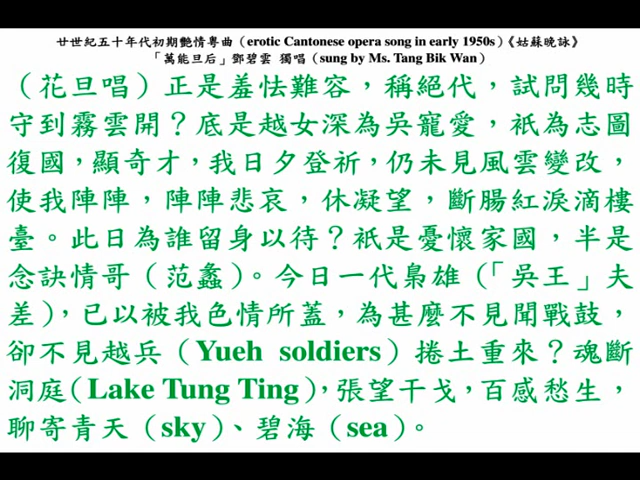 廿世紀五十年代初期艷情粵曲（erotic Cantonese opera song in early 1950s）《姑蘇晚詠》
「萬能旦后」鄧碧雲 獨唱（sung by Ms. Tang Bik Wan）
（花旦唱）正是羞怯難容，稱絕代，試問幾時
守到霧雲開？底是越女深為吳寵愛，衹為志圖
復國，顯奇才，我日夕登祈，仍未見風雲變改，
使我陣陣，陣陣悲哀，休凝望，斷腸紅淚滴樓
臺。此日為誰留身以待？衹是憂懷家國，半是
念訣情哥（范蠡）。今日一代梟雄（「吳王」夫
差），已以被我色情所蓋，為甚麼不見聞戰鼓，
卻不見越兵（Yueh soldiers）捲土重來？魂斷
洞庭（Lake Tung Ting），張望干戈，百感愁生，
聊寄青天（sky）、碧海（sea）。